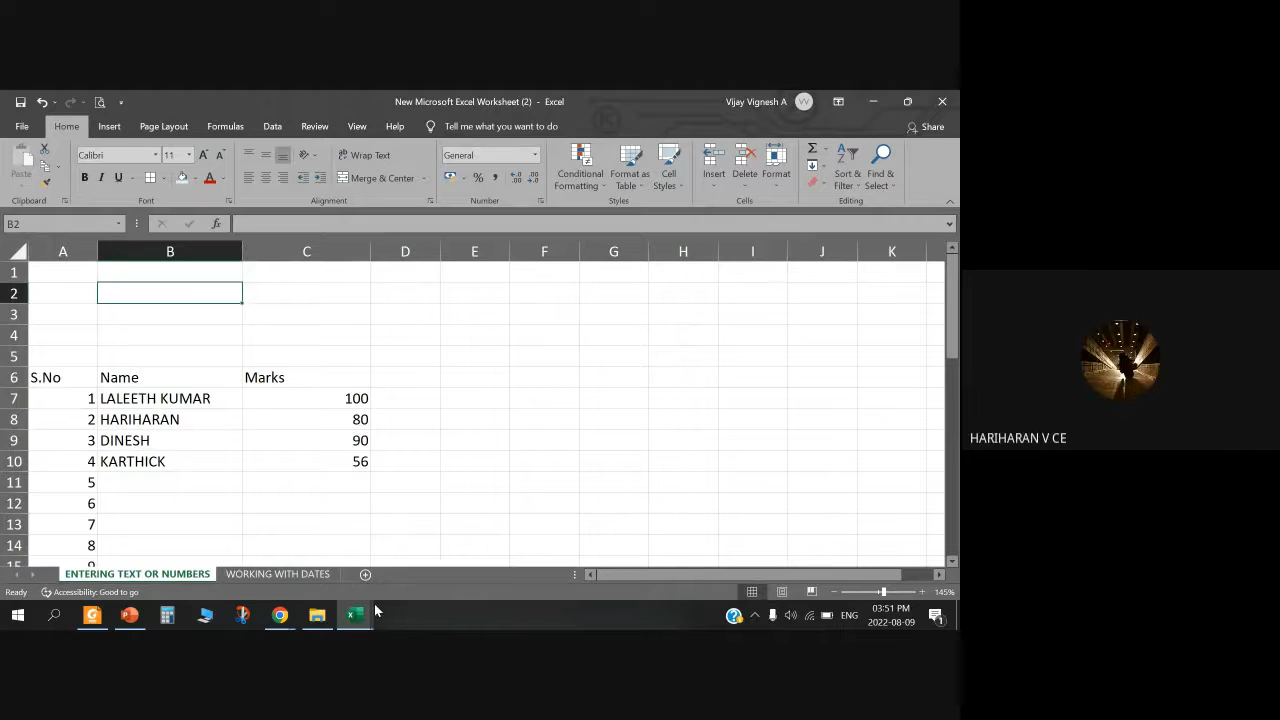 New Microsoft Excel Worksheet (2) - Excel
Vijay Vignesh A VV
File Home Insert Page Layout Formulas Data Review View Help Tell me what you want to do Share
Paste
Clipboard
Calibri 11
B I U
Font
Wrap Text
Merge & Center
Alignment
General
% ,
Number
Conditional Formatting
Format as Table
Cell Styles
Styles
Insert
Delete
Format
Cells
Sort & Filter
Find & Select
Editing
B2 fx
A B C D E F G H I J K
1
2
3
4
5
6 S.No Name Marks
7 1 LALEETH KUMAR 100
8 2 HARIHARAN 80
9 3 DINESH 90
10 4 KARTHICK 56
11 5
12 6
13 7
14 8
15 9
ENTERING TEXT OR NUMBERS WORKING WITH DATES
Ready Accessibility: Good to go 145%
ENG
03:51 PM
2022-08-09
HARIHARAN V CE